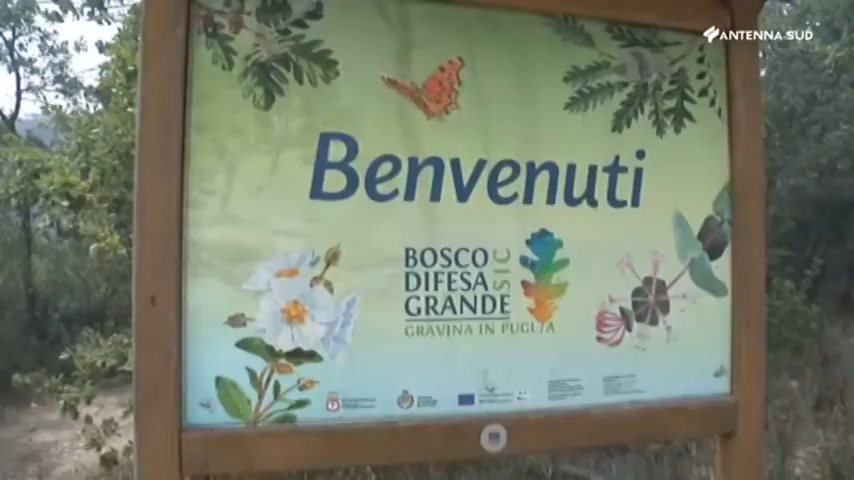 ANTENNA SUD
Benvenuti
BOSCO
DIFESA
GRANDE
SIC
GRAVINA IN PUGLIA